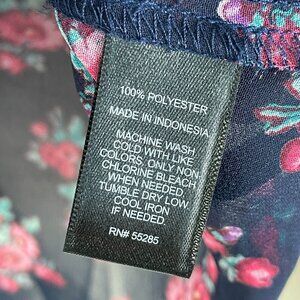 100% POLYESTER
MADE IN INDONESIA
MACHINE WASH
COLD WITH LIKE
COLORS, ONLY NON-
CHLORINE BLEACH
WHEN NEEDED.
TUMBLE DRY LOW.
COOL IRON
IF NEEDED.
RN# 55285